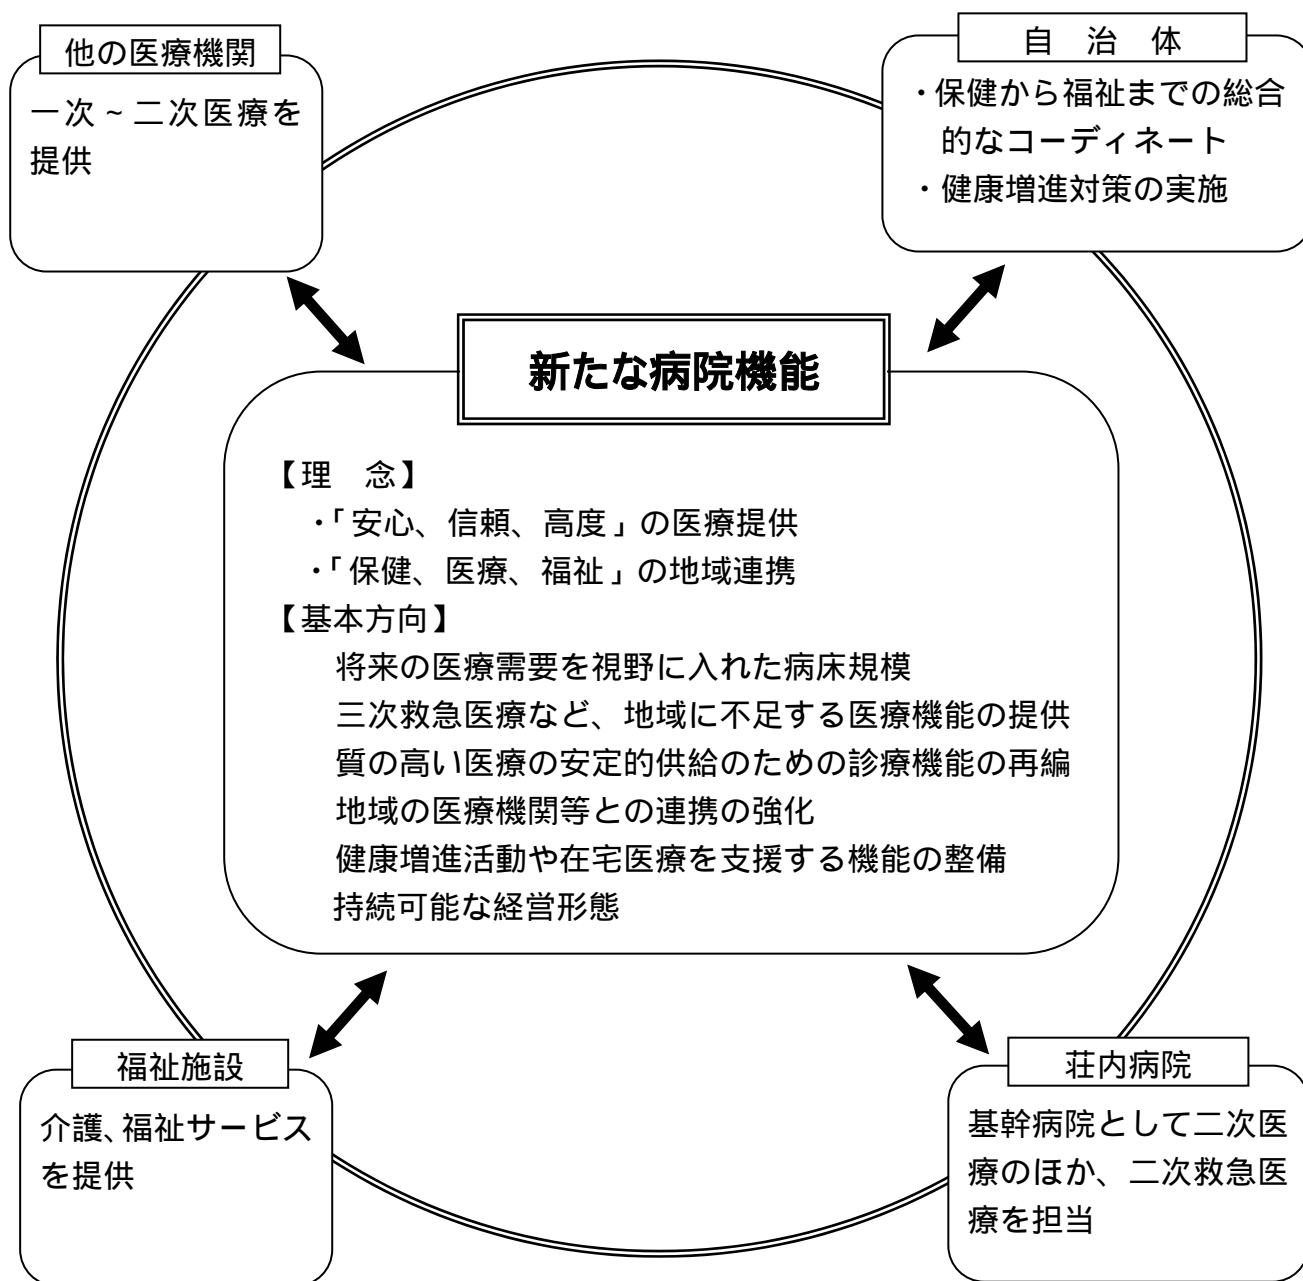 他の医療機関
一次～二次医療を
提供
自　治　体
・保健から福祉までの総合
的なコーディネート
・健康増進対策の実施
新たな病院機能
【理　念】
・「安心、信頼、高度」の医療提供
・「保健、医療、福祉」の地域連携
【基本方向】
将来の医療需要を視野に入れた病床規模
三次救急医療など、地域に不足する医療機能の提供
質の高い医療の安定的供給のための診療機能の再編
地域の医療機関等との連携の強化
健康増進活動や在宅医療を支援する機能の整備
持続可能な経営形態
福祉施設
介護、福祉サービス
を提供
荘内病院
基幹病院として二次医
療のほか、二次救急医
療を担当